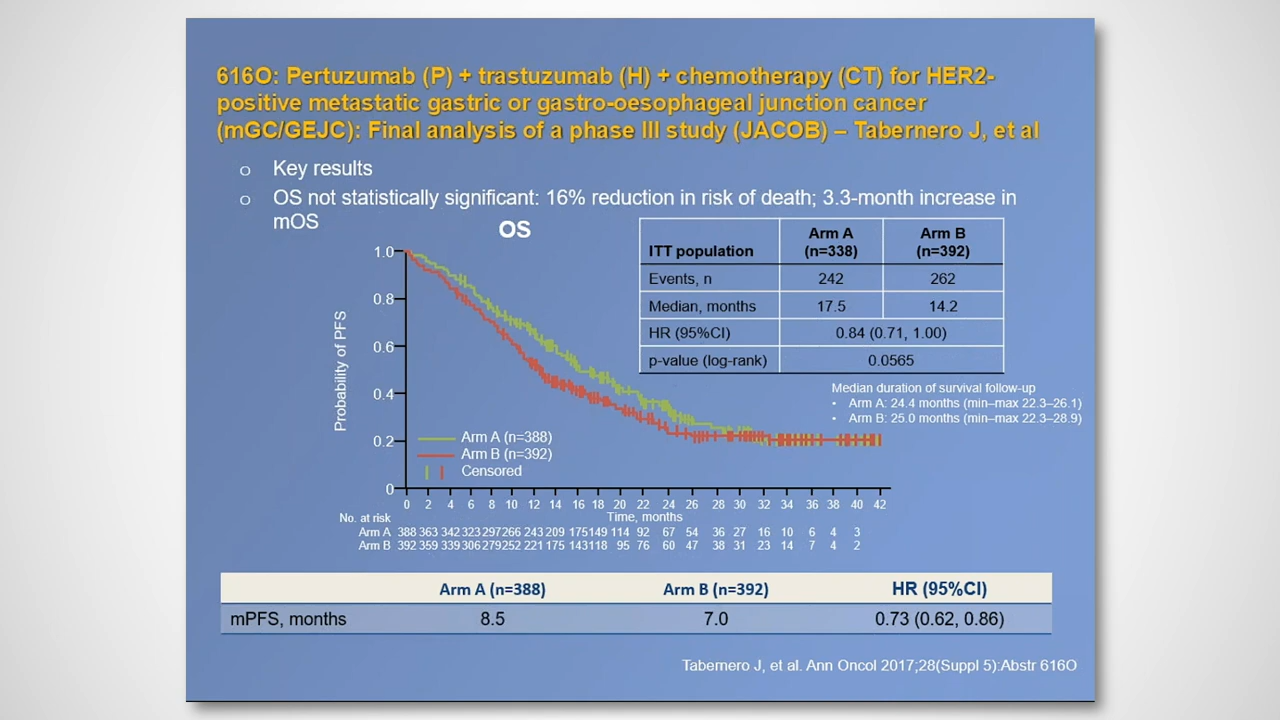 616O: Pertuzumab (P) + trastuzumab (H) + chemotherapy (CT) for HER2-
positive metastatic gastric or gastro-oesophageal junction cancer
(mGC/GEJC): Final analysis of a phase III study (JACOB) – Tabernero J, et al
o Key results
o OS not statistically significant: 16% reduction in risk of death; 3.3-month increase in
mOS
OS
Probability of PFS
1.0
0.8
0.6
0.4
0.2
0
Arm A (n=388)
Arm B (n=392)
Censored
0 2 4 6 8 10 12 14 16 18 20 22 24 26 28 30 32 34 36 38 40 42
Time, months
No. at risk
Arm A 388 363 342 323 297 266 243 209 175 149 114 92 67 54 36 27 16 10 6 4 3
Arm B 392 359 339 306 279 252 221 175 143 118 95 76 60 47 38 31 23 14 7 4 2
ITT population Arm A (n=338) Arm B (n=392)
Events, n 242 262
Median, months 17.5 14.2
HR (95%CI) 0.84 (0.71, 1.00)
p-value (log-rank) 0.0565
Median duration of survival follow-up
• Arm A: 24.4 months (min–max 22.3–26.1)
• Arm B: 25.0 months (min–max 22.3–28.9)
Arm A (n=388) Arm B (n=392) HR (95%CI)
mPFS, months 8.5 7.0 0.73 (0.62, 0.86)
Tabernero J, et al. Ann Oncol 2017;28(Suppl 5):Abstr 616O